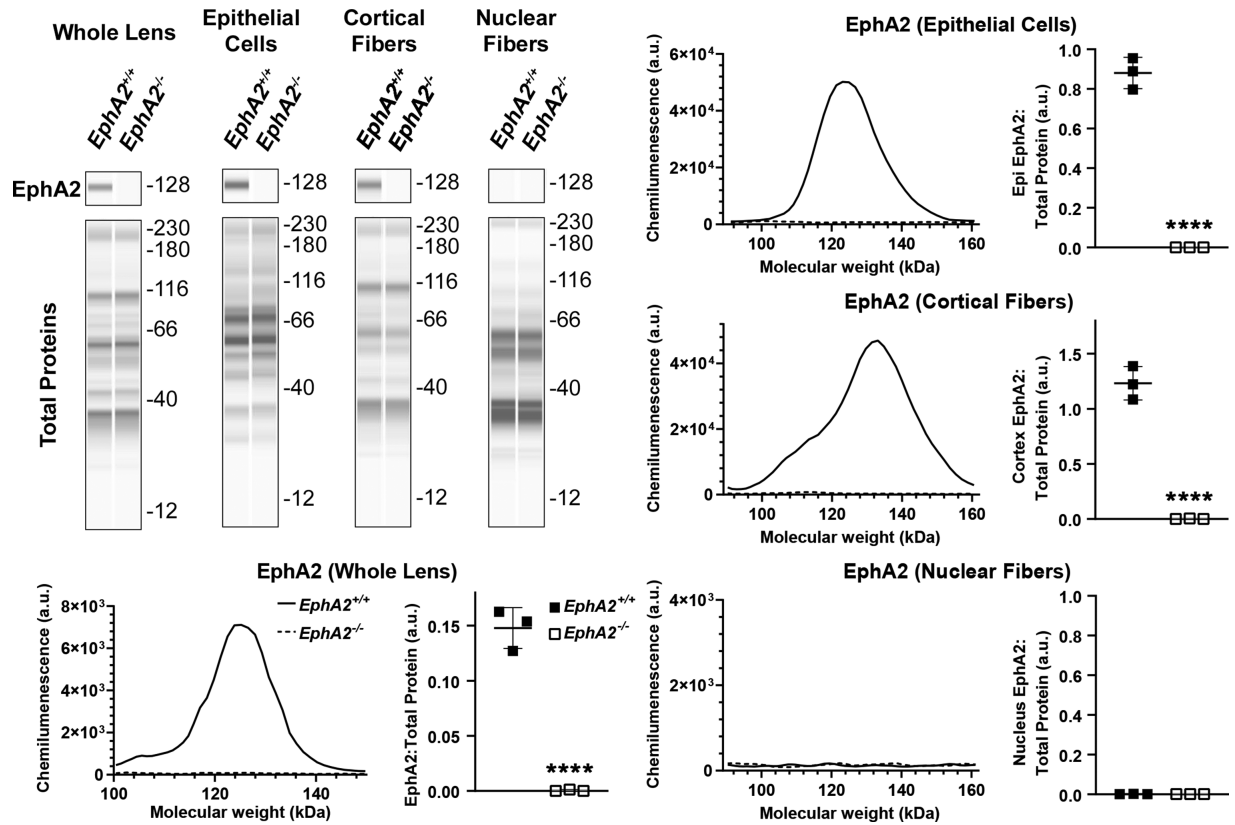 Whole Lens
Epithelial
Cells
Cortical
Fibers
Nuclear
Fibers
EphA2+/+
EphA2-/-
EphA2+/+
EphA2-/-
EphA2+/+
EphA2-/-
EphA2+/+
EphA2-/-
EphA2
-128
-128
-128
-128
Total Proteins
-230
-180
-116
-66
-40
-12
-230
-180
-116
-66
-40
-12
-230
-180
-116
-66
-40
-12
-230
-180
-116
-66
-40
-12
EphA2 (Whole Lens)
Chemilumenescence (a.u.)
8×10³
6×10³
4×10³
2×10³
0
100
120
140
Molecular weight (kDa)
EphA2+/+
EphA2-/-
EphA2:Total Protein (a.u.)
0.15
0.10
0.05
0.00
****
EphA2+/+
EphA2-/-
EphA2 (Epithelial Cells)
Chemilumenescence (a.u.)
6×10⁴
4×10⁴
2×10⁴
0
100
120
140
160
Molecular weight (kDa)
Epi EphA2:
Total Protein (a.u.)
1.0
0.8
0.6
0.4
0.2
0.0
****
EphA2 (Cortical Fibers)
Chemilumenescence (a.u.)
4×10⁴
2×10⁴
0
100
120
140
160
Molecular weight (kDa)
Cortex EphA2:
Total Protein (a.u.)
1.5
1.0
0.5
0.0
****
EphA2 (Nuclear Fibers)
Chemilumenescence (a.u.)
4×10³
2×10³
0
100
120
140
160
Molecular weight (kDa)
Nucleus EphA2:
Total Protein (a.u.)
1.0
0.8
0.6
0.4
0.2
0.0